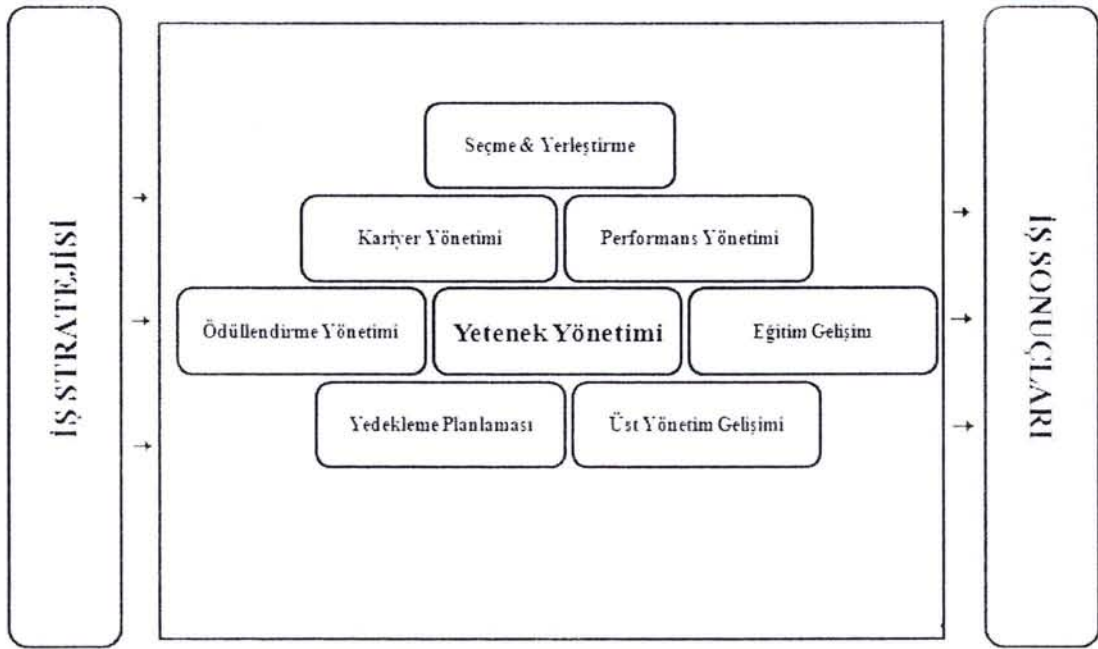 İŞ STRATEJİSİ
Seçme & Yerleştirme
Kariyer Yönetimi
Performans Yönetimi
Ödüllendirme Yönetimi
Yetenek Yönetimi
Eğitim Gelişim
Yedekleme Planlaması
Üst Yönetim Gelişimi
İŞ SONUÇLARI